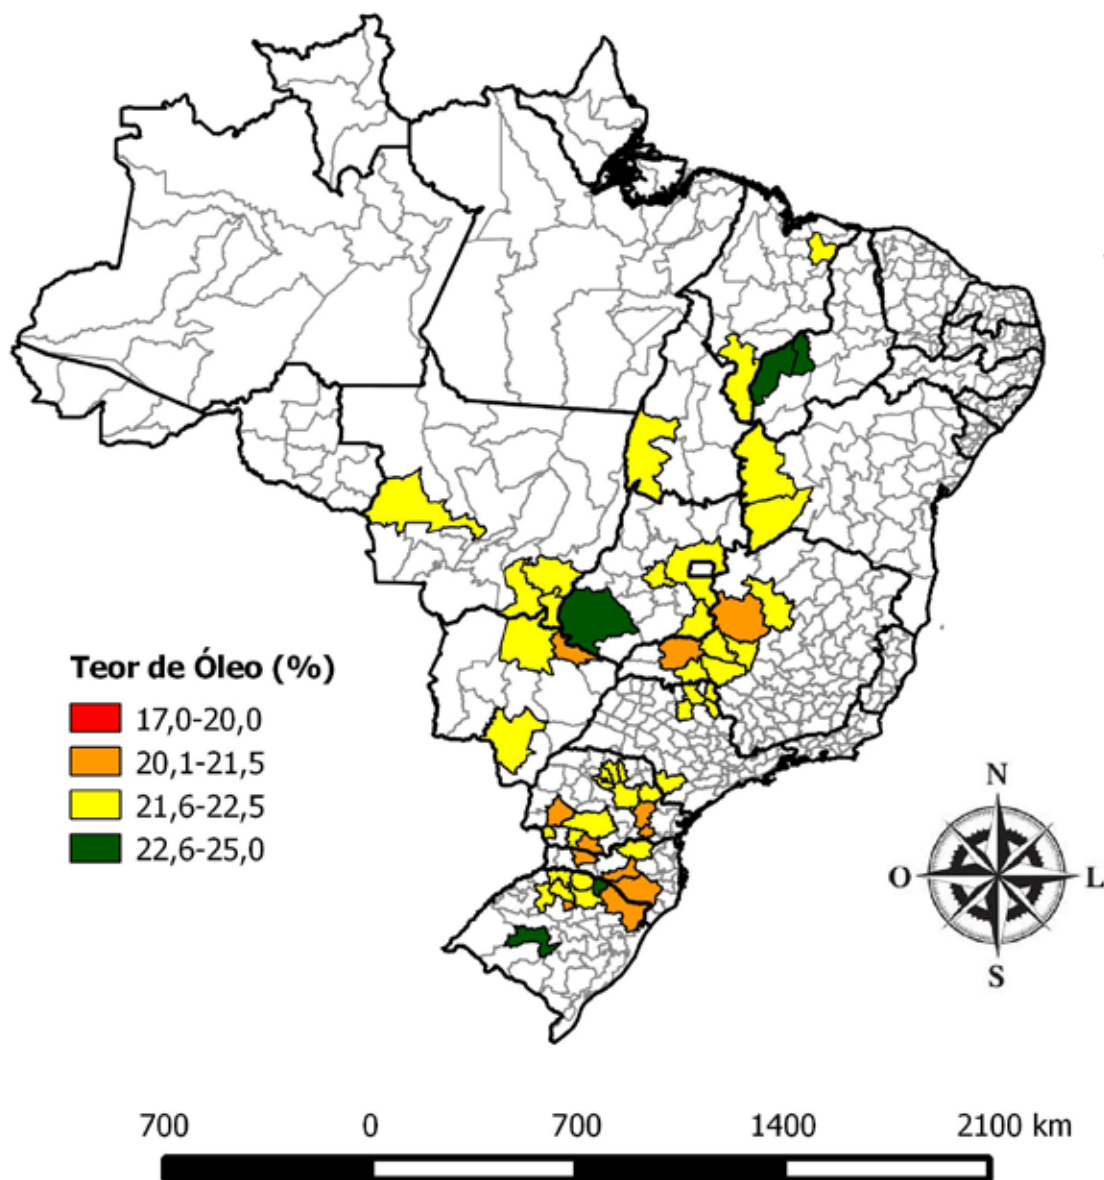 Teor de Óleo (%)
17,0-20,0
20,1-21,5
21,6-22,5
22,6-25,0
N
O L
S
700 0 700 1400 2100 km